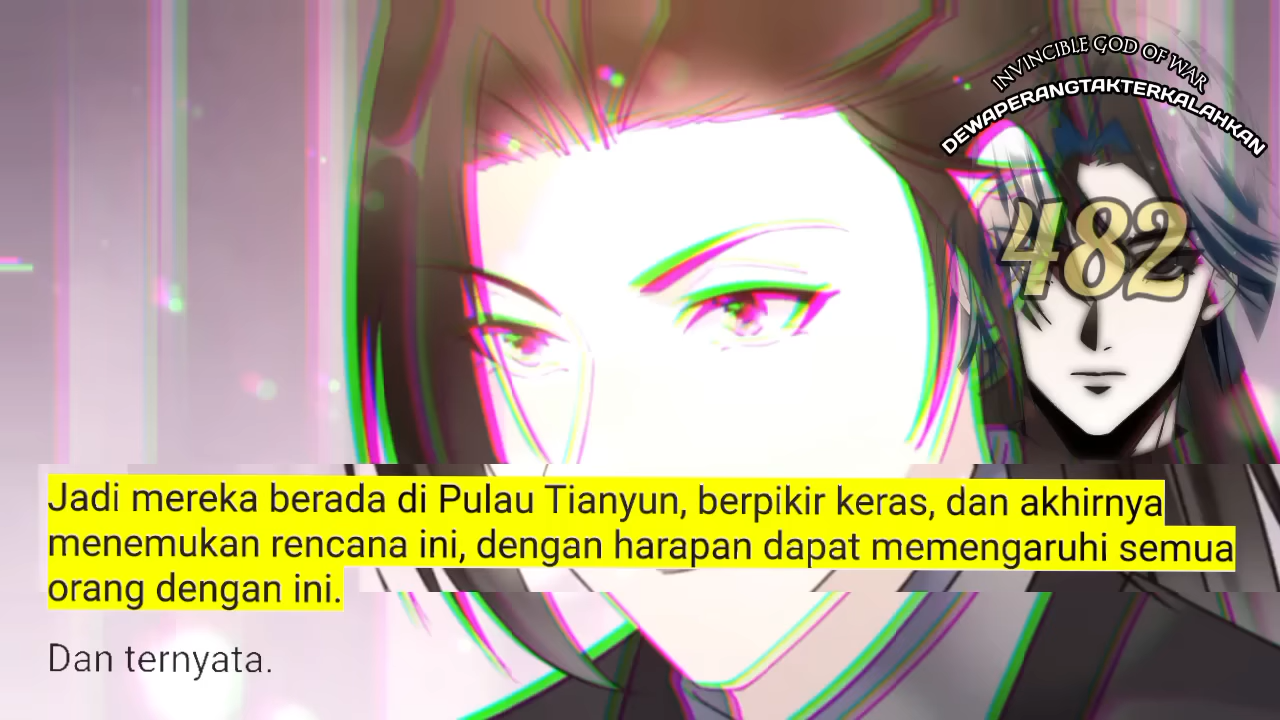 INVINCIBLE GOD OF WAR
DEWAPERANGTAKTERKALAHKAN
482
Jadi mereka berada di Pulau Tianyun, berpikir keras, dan akhirnya
menemukan rencana ini, dengan harapan dapat memengaruhi semua
orang dengan ini.
Dan ternyata.